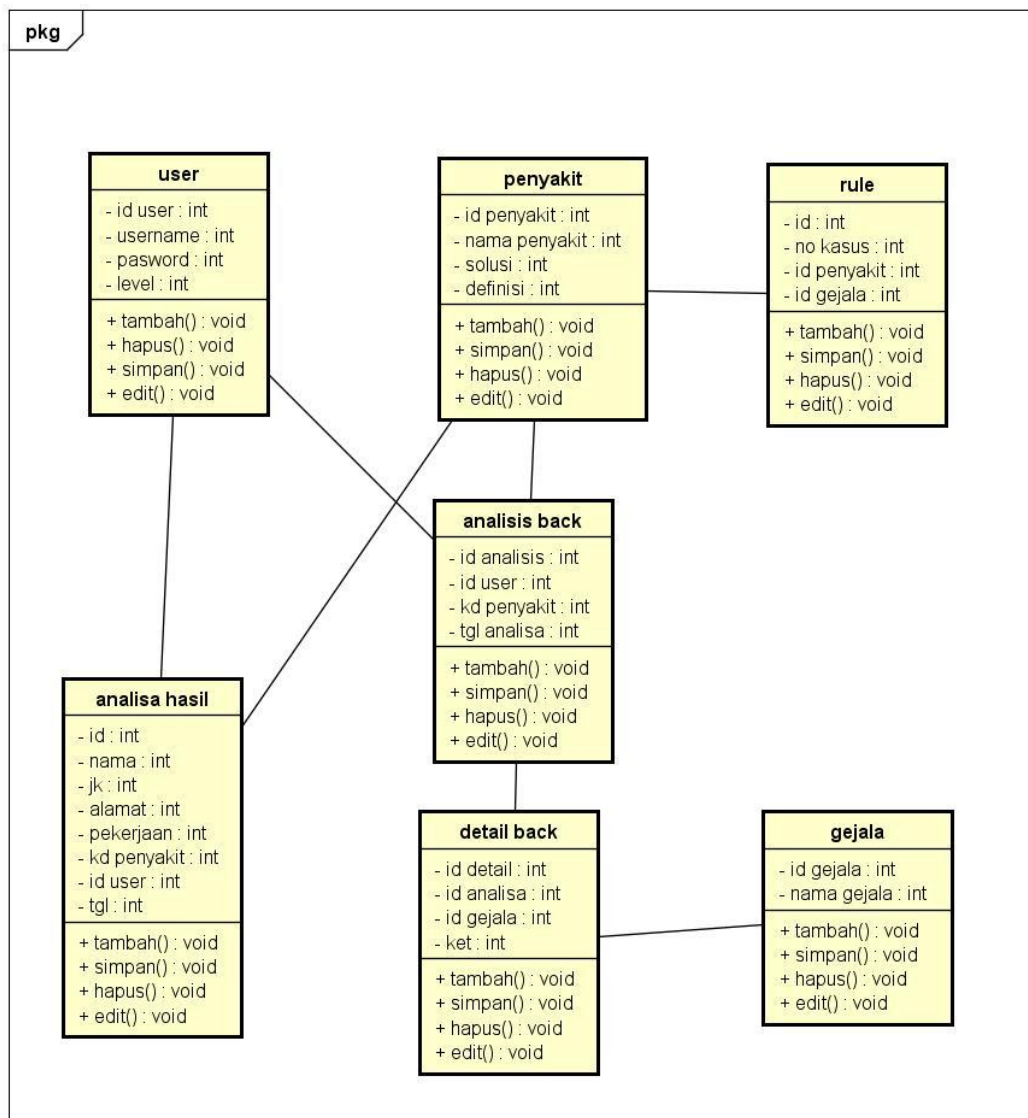 pkg
user
- id user : int
- username : int
- pasword : int
- level : int
+ tambah() : void
+ hapus() : void
+ simpan() : void
+ edit() : void
penyakit
- id penyakit : int
- nama penyakit : int
- solusi : int
- definisi : int
+ tambah() : void
+ simpan() : void
+ hapus() : void
+ edit() : void
rule
- id : int
- no kasus : int
- id penyakit : int
- id gejala : int
+ tambah() : void
+ simpan() : void
+ hapus() : void
+ edit() : void
analisis back
- id analisis : int
- id user : int
- kd penyakit : int
- tgl analisa : int
+ tambah() : void
+ simpan() : void
+ hapus() : void
+ edit() : void
analisa hasil
- id : int
- nama : int
- jk : int
- alamat : int
- pekerjaan : int
- kd penyakit : int
- id user : int
- tgl : int
+ tambah() : void
+ simpan() : void
+ hapus() : void
+ edit() : void
detail back
- id detail : int
- id analisa : int
- id gejala : int
- ket : int
+ tambah() : void
+ simpan() : void
+ hapus() : void
+ edit() : void
gejala
- id gejala : int
- nama gejala : int
+ tambah() : void
+ simpan() : void
+ hapus() : void
+ edit() : void